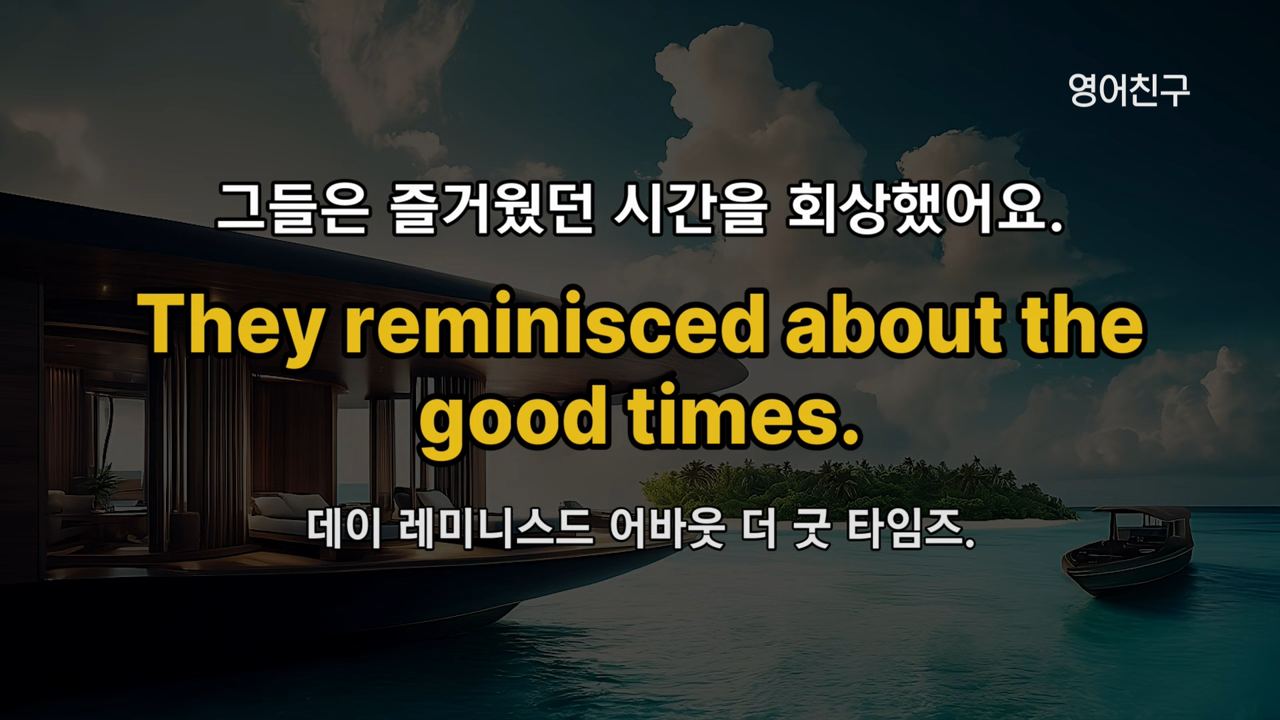 영어친구
그들은 즐거웠던 시간을 회상했어요.
They reminisced about the
good times.
데이 레미니스드 어바웃 더 굿 타임즈.